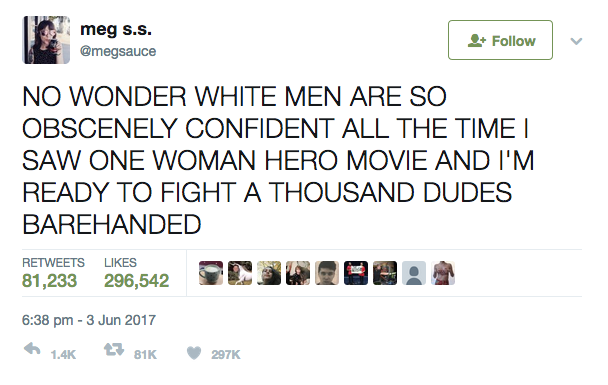 meg s.s.
@megsauce
Follow
NO WONDER WHITE MEN ARE SO
OBSCENELY CONFIDENT ALL THE TIME I
SAW ONE WOMAN HERO MOVIE AND I'M
READY TO FIGHT A THOUSAND DUDES
BAREHANDED
RETWEETS LIKES
81,233 296,542
6:38 pm - 3 Jun 2017
1.4K 81K 297K